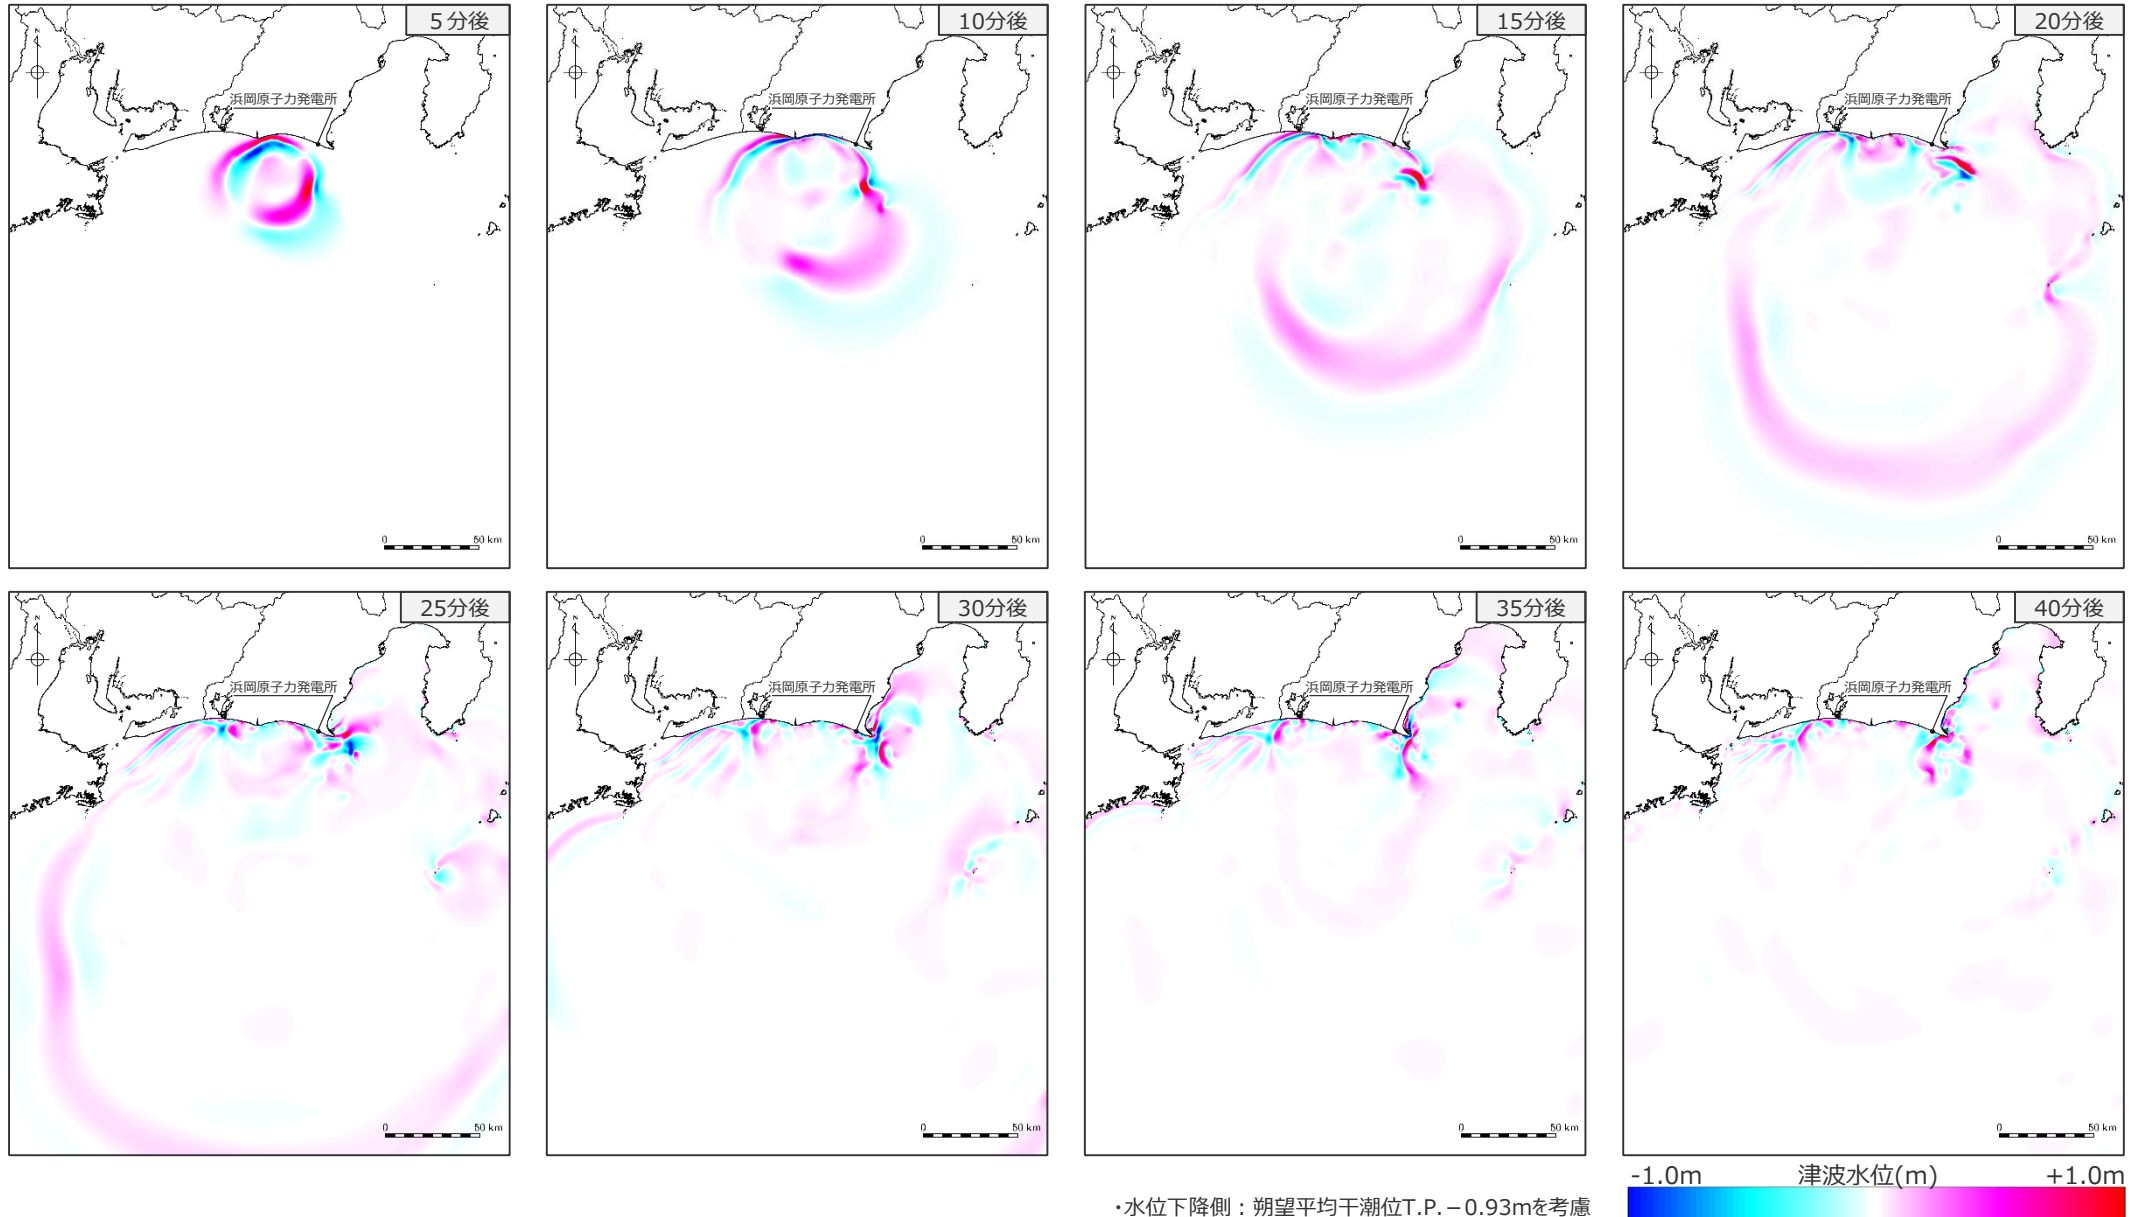 5分後
10分後
15分後
20分後
N
N
N
N
浜岡原子力発電所
浜岡原子力発電所
浜岡原子力発電所
浜岡原子力発電所
0 50 km
0 50 km
0 50 km
0 50 km
25分後
30分後
35分後
40分後
N
N
N
N
浜岡原子力発電所
浜岡原子力発電所
浜岡原子力発電所
浜岡原子力発電所
0 50 km
0 50 km
0 50 km
0 50 km
-1.0m 津波水位(m) +1.0m
・水位下降側：朔望平均干潮位T.P.－0.93mを考慮